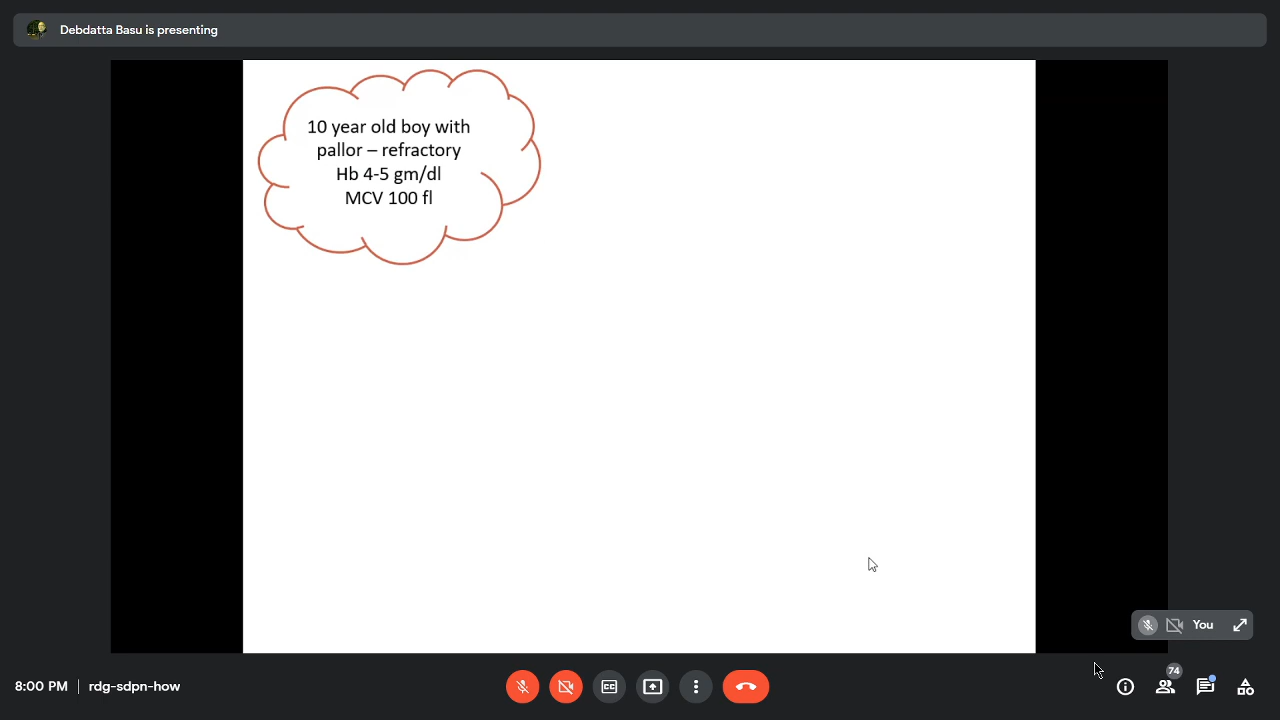 Debdatta Basu is presenting
10 year old boy with
pallor – refractory
Hb 4-5 gm/dl
MCV 100 fl
You
74
8:00 PM | rdg-sdpn-how
CC